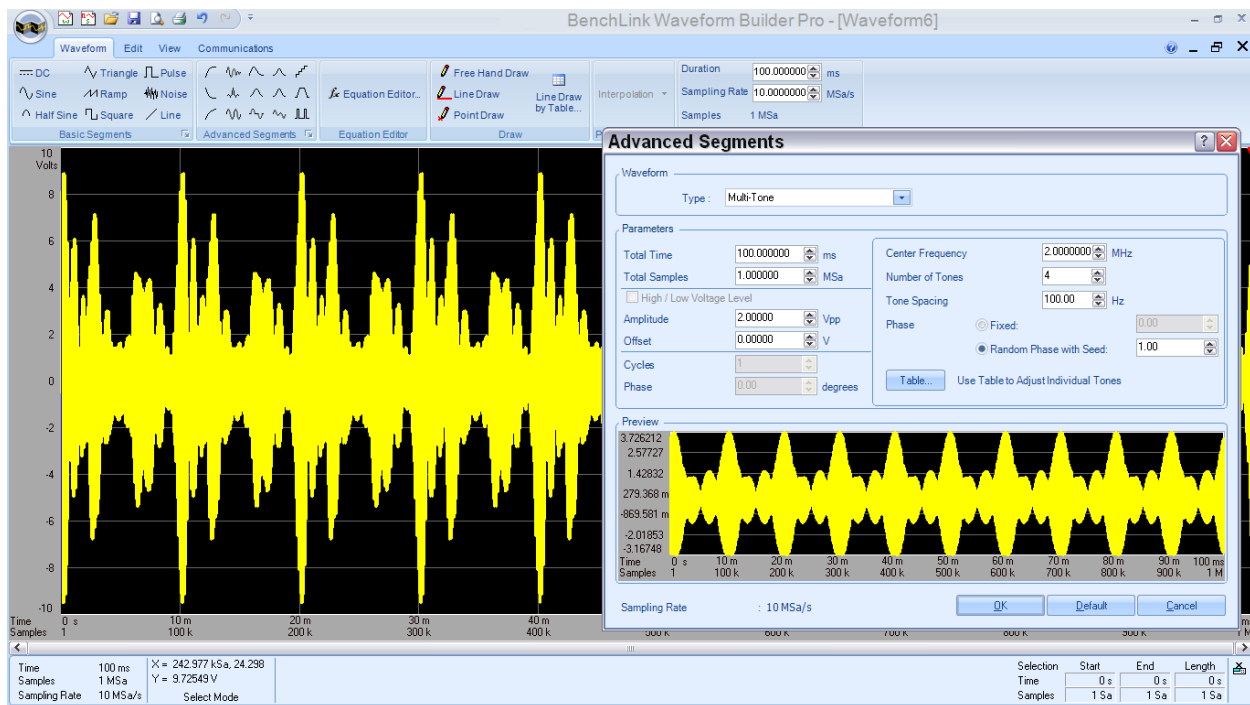 BenchLink Waveform Builder Pro - [Waveform6]
Waveform Edit View Communications
DC Triangle Pulse
Sine Ramp Noise
Half Sine Square Line
Basic Segments
Advanced Segments
fx Equation Editor...
Equation Editor
Free Hand Draw
Line Draw
Point Draw
Line Draw
by Table...
Draw
Interpolation
P
Duration 100.000000 ms
Sampling Rate 10.0000000 MSa/s
Samples 1 MSa
10
Volts
8
6
4
2
0
-2
-4
-6
-8
-10
Time 0 s 10 m 20 m 30 m 40 m
Samples 1 100 k 200 k 300 k 400 k 500 k 600 k 700 k 800 k 900 k 1 M
Advanced Segments
Waveform
Type : Multi-Tone
Parameters
Total Time 100.000000 ms
Total Samples 1.000000 MSa
High / Low Voltage Level
Amplitude 2.00000 Vpp
Offset 0.00000 V
Cycles 1
Phase 0.00 degrees
Center Frequency 2.0000000 MHz
Number of Tones 4
Tone Spacing 100.00 Hz
Phase Fixed: 0.00
Random Phase with Seed: 1.00
Table... Use Table to Adjust Individual Tones
Preview
3.726212
2.57727
1.42832
279.368 m
-869.581 m
-2.01853
-3.16748
Time 0 s 10 m 20 m 30 m 40 m 50 m 60 m 70 m 80 m 90 m 100 ms
Samples 1 100 k 200 k 300 k 400 k 500 k 600 k 700 k 800 k 900 k 1 M
Sampling Rate : 10 MSa/s
OK Default Cancel
Time 100 ms
Samples 1 MSa
Sampling Rate 10 MSa/s
X = 242.977 kSa, 24.298
Y = 9.72549 V
Select Mode
Selection Start End Length
Time 0 s 0 s 0 s
Samples 1 Sa 1 Sa 1 Sa